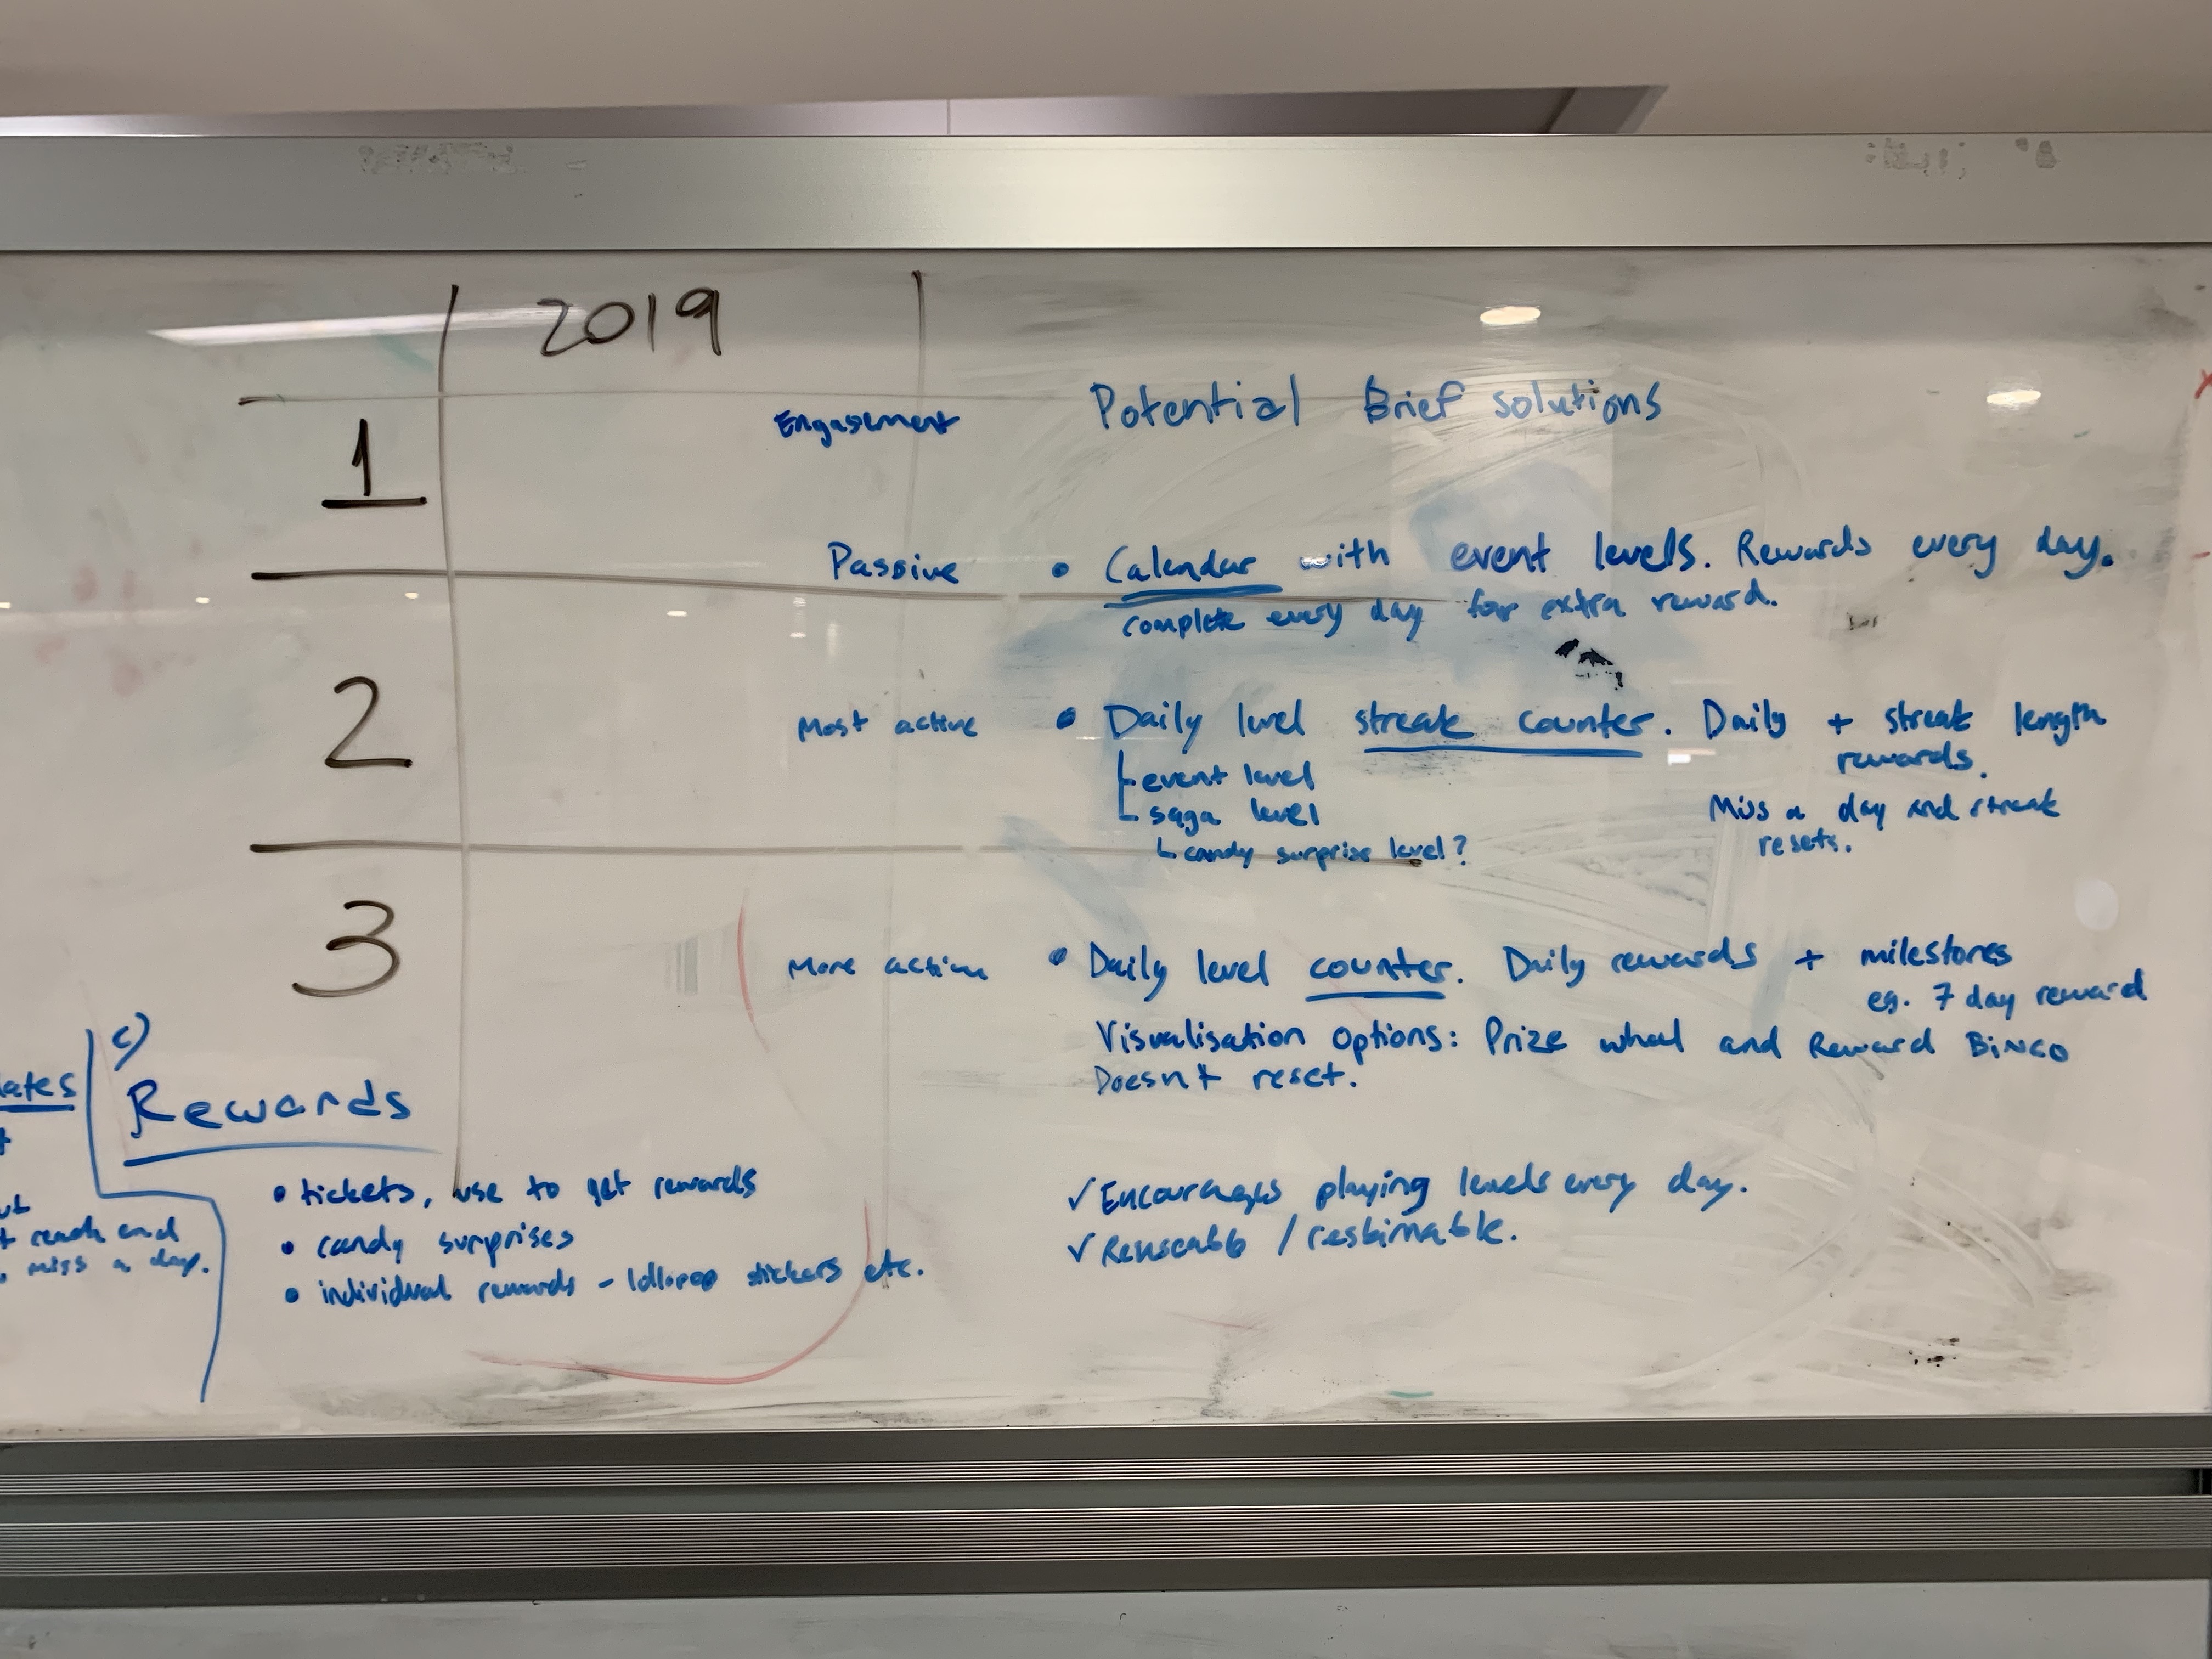 2019
1
2
3
Engagement
Potential Brief solutions
Passive
• Calendar with event levels. Rewards every day.
complete every day for extra reward.
Most active
• Daily level streak counter. Daily + streak length
rewards.
event level
saga level
candy surprise level?
Miss a day and streak
resets.
More active
• Daily level counter. Daily rewards + milestones
eg. 7 day reward
Visualisation options: Prize wheel and Reward BINGO
Doesn't reset.
✓ Encourages playing levels every day.
✓ Reuseable / reskinnable.
c)
Rewards
• tickets, use to get rewards
• candy surprises
• individual rewards - lollipop stickers etc.
reach end
miss a day.